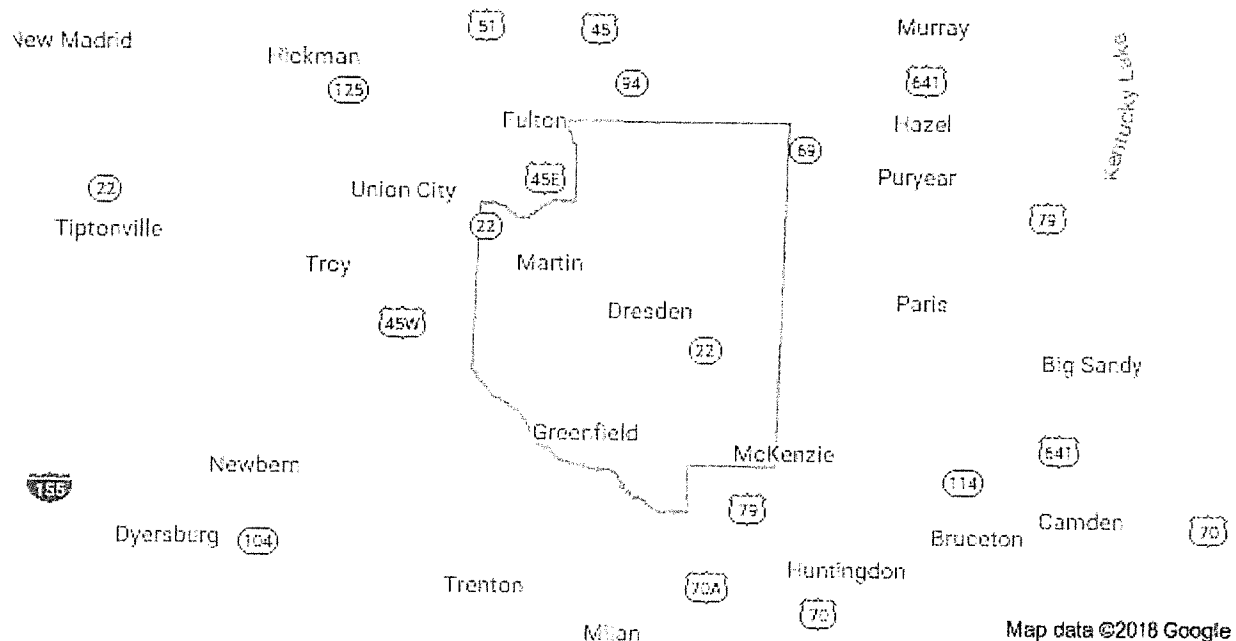 51
45
Murray
New Madrid
Hickman
125
94
641
Kentucky Lake
Fulton
Hazel
69
22
Union City
45E
Puryear
Tiptonville
22
79
Troy
Martin
Dresden
Paris
45W
22
Big Sandy
Greenfield
McKenzie
641
Newbern
155
114
79
Dyersburg
104
Bruceton
Camden
70
Trenton
70A
Huntingdon
70
Milan
Map data ©2018 Google